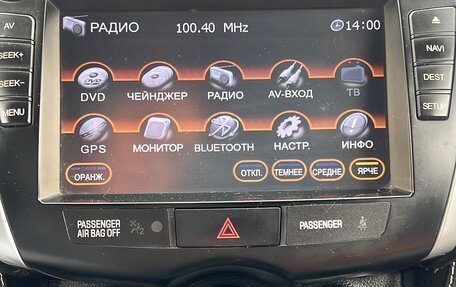 РАДИО 100.40 MHz 14:00
AV
SEEK+
SEEK-
MENU
NAVI
DEST.
SETUP
DVD ЧЕЙНДЖЕР РАДИО AV-ВХОД ТВ
GPS МОНИТОР BLUETOOTH НАСТР. ИНФО
ОРАНЖ. ОТКЛ. ТЕМНЕЕ СРЕДНЕ ЯРЧЕ
PASSENGER
AIR BAG OFF
PASSENGER